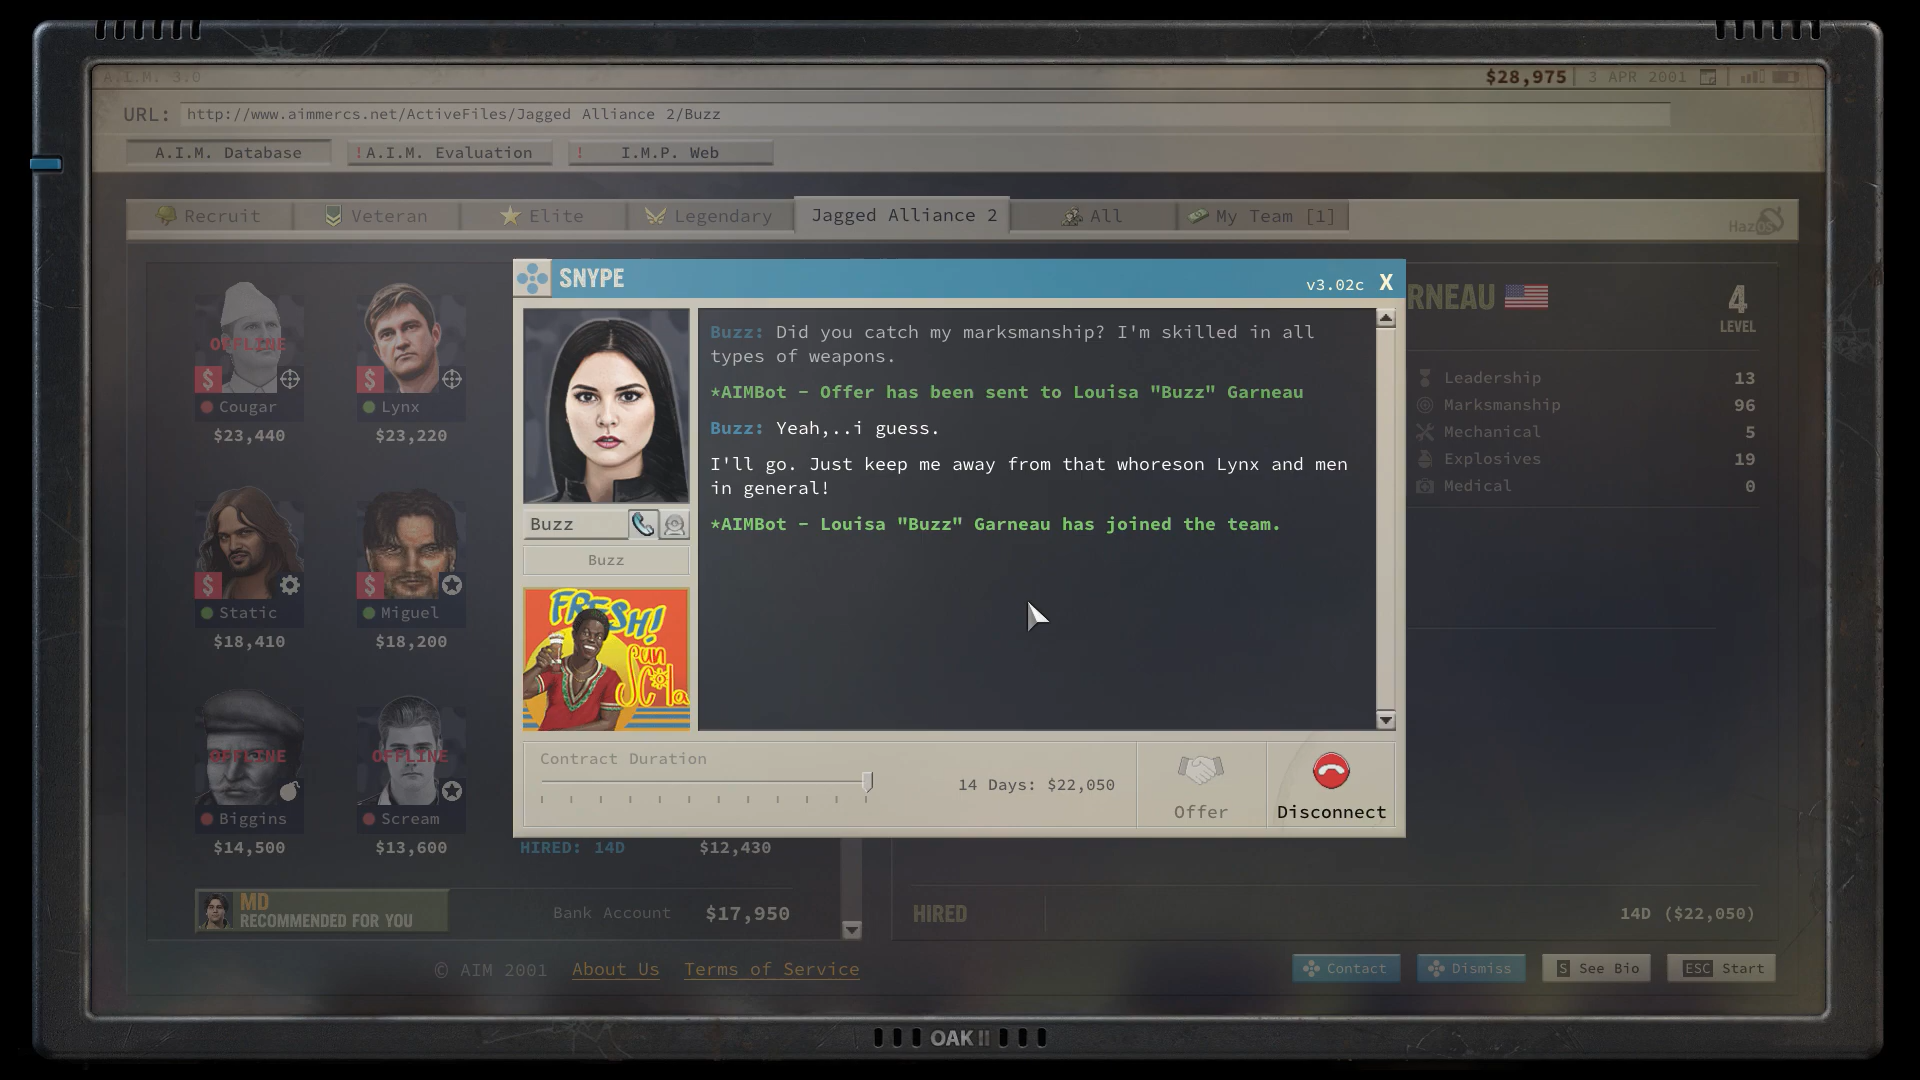 A.I.M. 3.0
$28,975 | 3 APR 2001
URL: http://www.aimmercs.net/ActiveFiles/Jagged Alliance 2/Buzz
A.I.M. Database
! A.I.M. Evaluation
! I.M.P. Web
Recruit
Veteran
Elite
Legendary
Jagged Alliance 2
All
My Team [1]
HazOS
SNYPE
v3.02c X
Buzz: Did you catch my marksmanship? I'm skilled in all
types of weapons.
*AIMBot - Offer has been sent to Louisa "Buzz" Garneau
Buzz: Yeah,..i guess.
I'll go. Just keep me away from that whoreson Lynx and men
in general!
*AIMBot - Louisa "Buzz" Garneau has joined the team.
Buzz
Buzz
FRESH!
Sun
Cola
Contract Duration
14 Days: $22,050
Offer
Disconnect
OFFLINE
$
Cougar
$23,440
$
Lynx
$23,220
$
Static
$18,410
$
Miguel
$18,200
OFFLINE
Biggins
$14,500
OFFLINE
Scream
$13,600
HIRED: 14D
$12,430
MD
RECOMMENDED FOR YOU
Bank Account $17,950
RNEAU
4
LEVEL
Leadership 13
Marksmanship 96
Mechanical 5
Explosives 19
Medical 0
HIRED
14D ($22,050)
© AIM 2001 About Us Terms of Service
Contact
Dismiss
S See Bio
ESC Start
OAK II